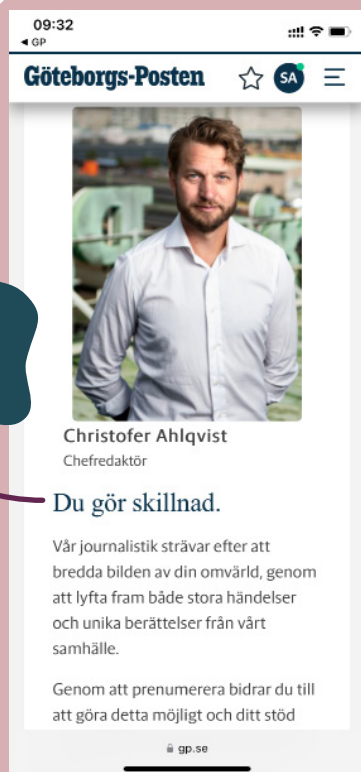 09:32
◀ GP
Göteborgs-Posten
SA
Christofer Ahlqvist
Chefredaktör
Du gör skillnad.
Vår journalistik strävar efter att
bredda bilden av din omvärld, genom
att lyfta fram både stora händelser
och unika berättelser från vårt
samhälle.
Genom att prenumerera bidrar du till
att göra detta möjligt och ditt stöd
gp.se